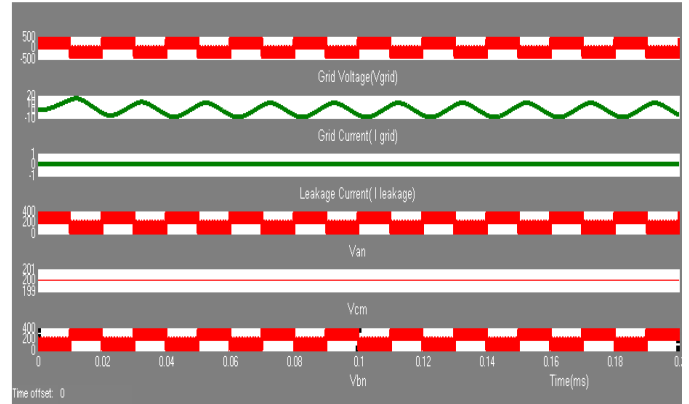 500
0
-500
Grid Voltage(Vgrid)
20
-10
Grid Current( I grid)
1
0
-1
Leakage Current( I leakage)
400
200
0
Van
201
200
199
Vcm
400
200
0
0 0.02 0.04 0.06 0.08 0.1 0.12 0.14 0.16 0.18 0.2
Vbn Time(ms)
Time offset: 0